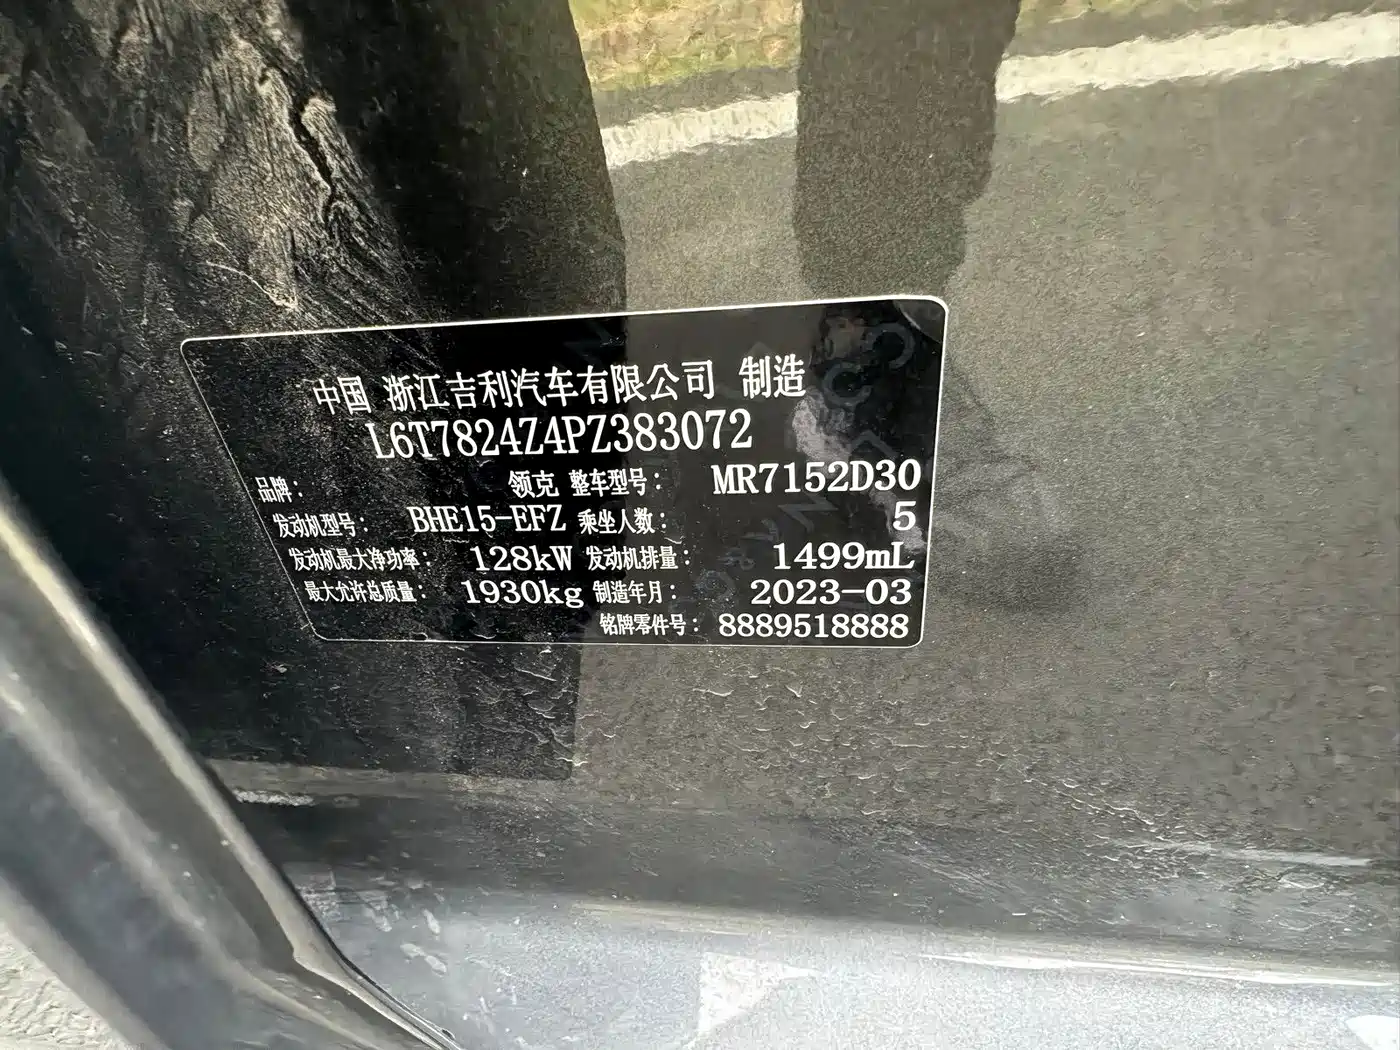 中国 浙江吉利汽车有限公司 制造
L6T7824Z4PZ383072
品牌： 领克 整车型号： MR7152D30
发动机型号： BHE15-EFZ 乘坐人数： 5
发动机最大净功率： 128kW 发动机排量： 1499mL
最大允许总质量： 1930kg 制造年月： 2023-03
铭牌零件号： 8889518888